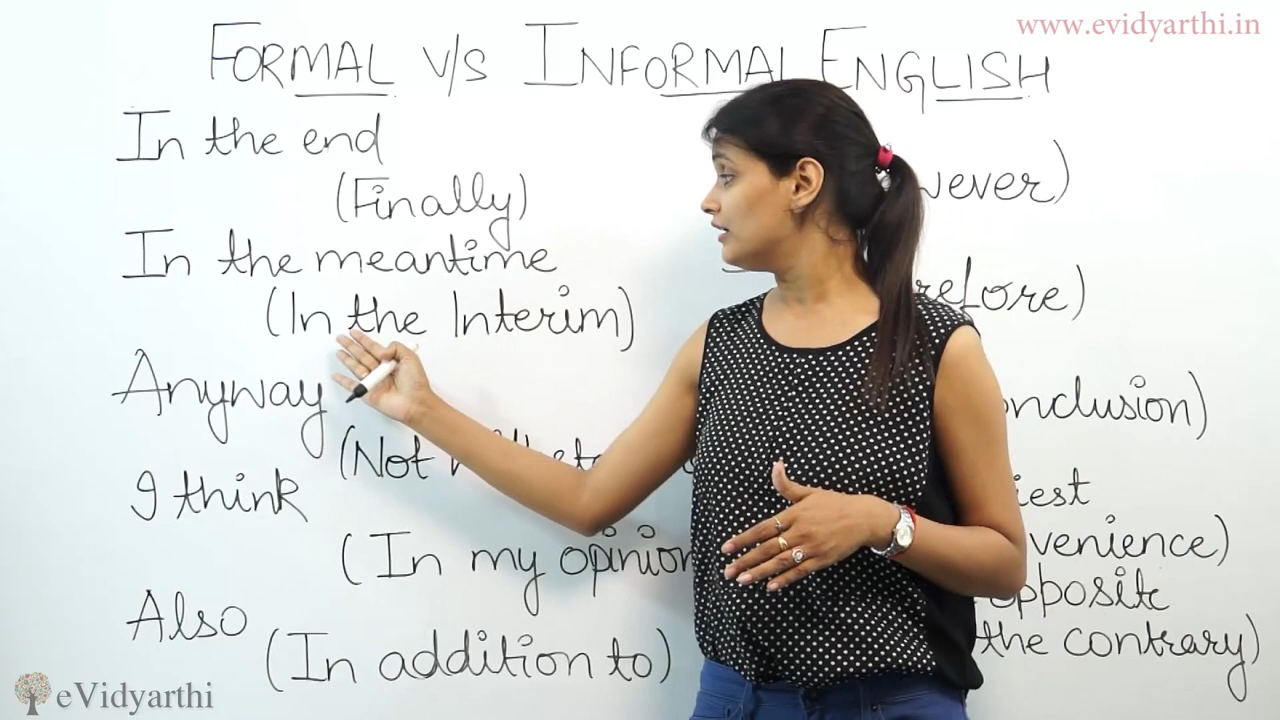 www.evidyarthi.in
FORMAL v/s INFORMAL ENGLISH
In the end
(Finally)
In the meantime
(In the Interim)
Anyway
(Not
I think
(In my opinion
Also
(In addition to)
wever)
refore)
onclusion)
iest
venience)
opposite
the contrary)
eVidyarthi